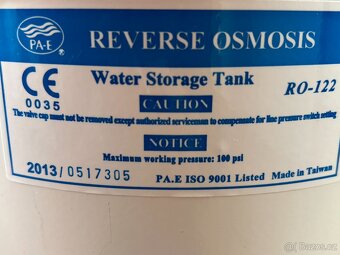 PA-E
REVERSE OSMOSIS
CE
0035
Water Storage Tank
RO-122
CAUTION
The valve cap must not be removed except authorized serviceman to compensate for line pressure switch setting
NOTICE
Maximum working pressure: 100 psi
2013/0517305
PA.E ISO 9001 Listed Made in Taiwan